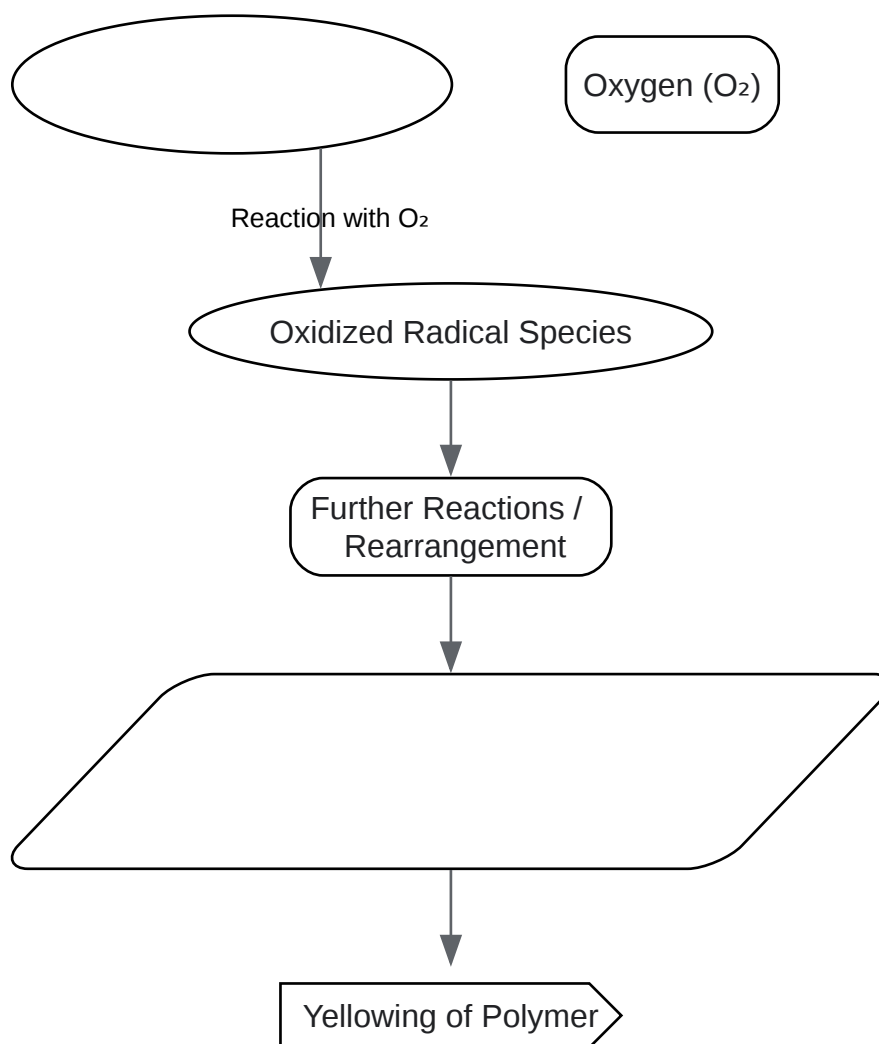 Oxygen (O₂)
Reaction with O₂
Oxidized Radical Species
Further Reactions /
Rearrangement
Yellowing of Polymer